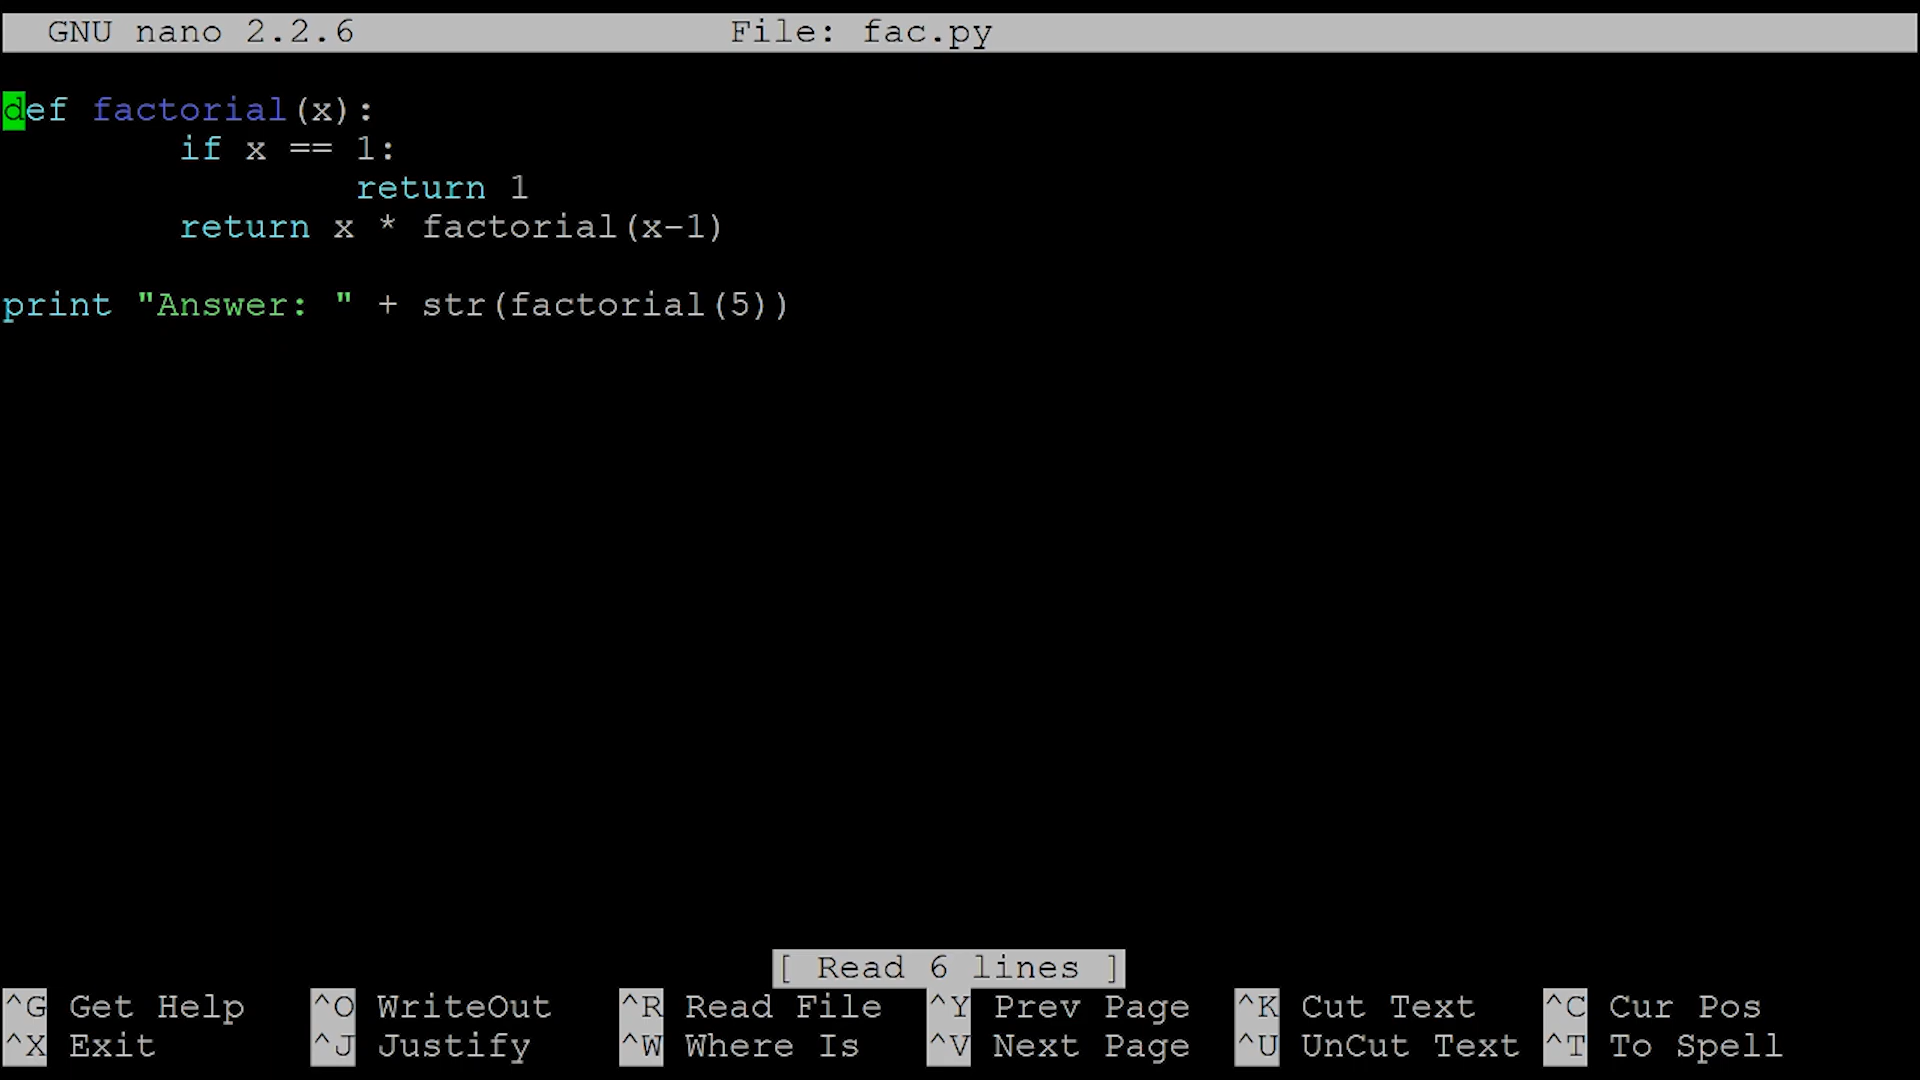 GNU nano 2.2.6 File: fac.py
def factorial(x):
        if x == 1:
                return 1
        return x * factorial(x-1)

print "Answer: " + str(factorial(5))
[ Read 6 lines ]
^G Get Help ^O WriteOut ^R Read File ^Y Prev Page ^K Cut Text ^C Cur Pos
^X Exit ^J Justify ^W Where Is ^V Next Page ^U UnCut Text ^T To Spell